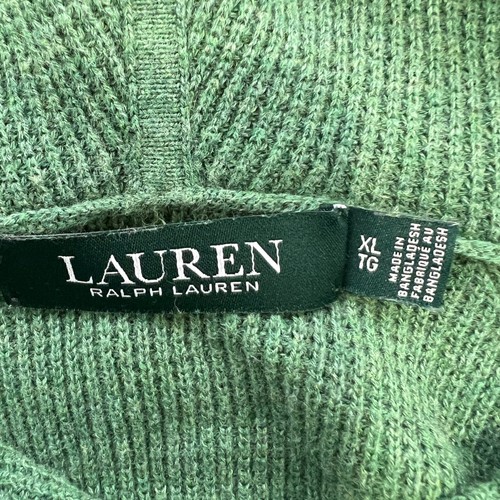 LAUREN
RALPH LAUREN
XL
TG
MADE IN
BANGLADESH
FABRIQUÉ AU
BANGLADESH